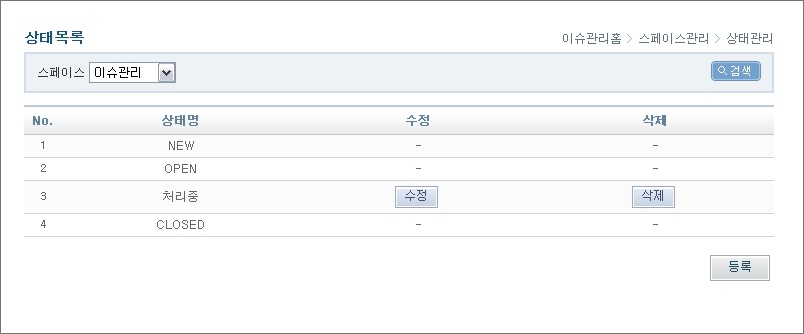 상태목록
이슈관리홈 > 스페이스관리 > 상태관리
스페이스 이슈관리 검색
No. 상태명 수정 삭제
1 NEW - -
2 OPEN - -
3 처리중 수정 삭제
4 CLOSED - -
등록